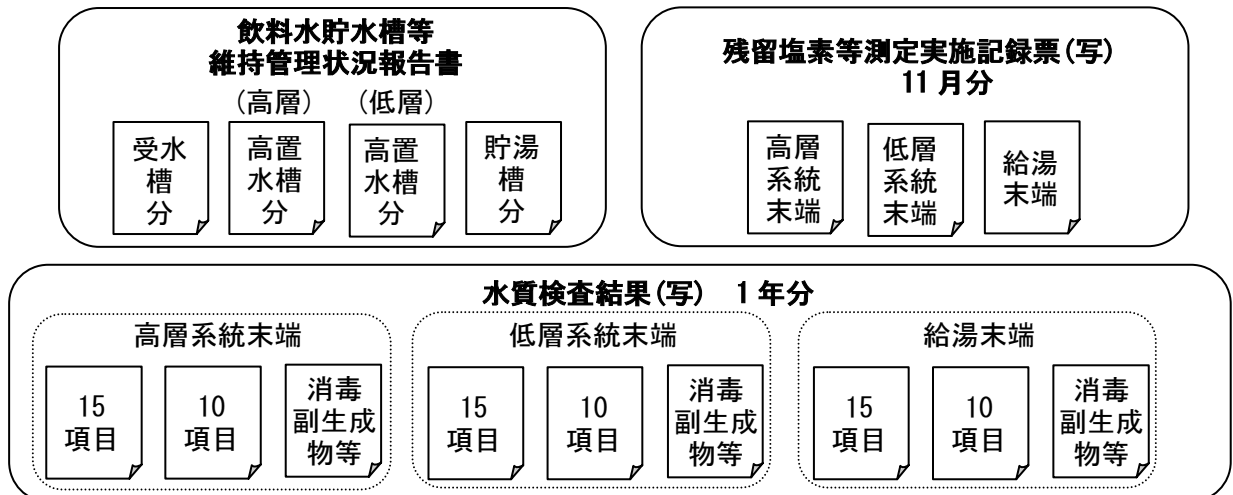 飲料水貯水槽等
維持管理状況報告書
(高層) (低層)
受水
槽
分
高置
水槽
分
高置
水槽
分
貯湯
槽
分
残留塩素等測定実施記録票(写)
11月分
高層
系統
末端
低層
系統
末端
給湯
末端
水質検査結果(写) 1年分
高層系統末端
15
項目
10
項目
消毒
副生成
物等
低層系統末端
15
項目
10
項目
消毒
副生成
物等
給湯末端
15
項目
10
項目
消毒
副生成
物等